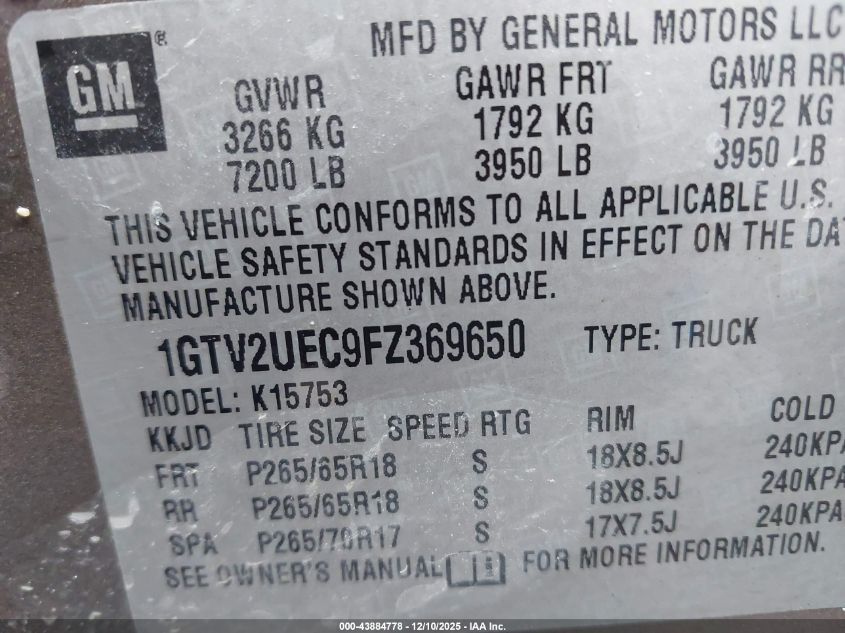 GM ®
MFD BY GENERAL MOTORS LLC
GVWR GAWR FRT GAWR RR
3266 KG 1792 KG 1792 KG
7200 LB 3950 LB 3950 LB
THIS VEHICLE CONFORMS TO ALL APPLICABLE U.S.
VEHICLE SAFETY STANDARDS IN EFFECT ON THE DA
MANUFACTURE SHOWN ABOVE.
1GTV2UEC9FZ369650 TYPE: TRUCK
MODEL: K15753
KKJD TIRE SIZE SPEED RTG RIM COLD
FRT P265/65R18 S 18X8.5J 240KPA
RR P265/65R18 S 18X8.5J 240KPA
SPA P265/70R17 S 17X7.5J 240KPA
SEE OWNER'S MANUAL FOR MORE INFORMATION.
000-43884778 - 12/10/2025 - IAA Inc.